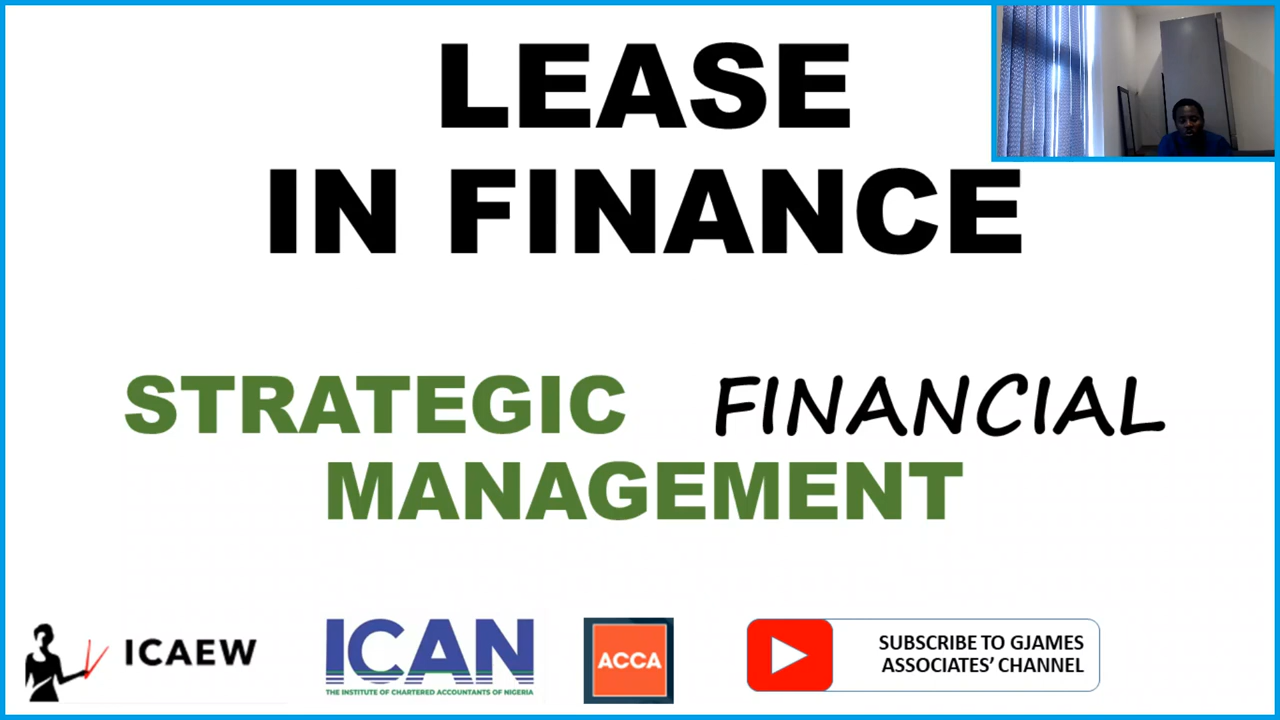 LEASE
IN FINANCE
STRATEGIC FINANCIAL
MANAGEMENT
ICAEW
ICAN
THE INSTITUTE OF CHARTERED ACCOUNTANTS OF NIGERIA
ACCA
SUBSCRIBE TO GJAMES
ASSOCIATES' CHANNEL